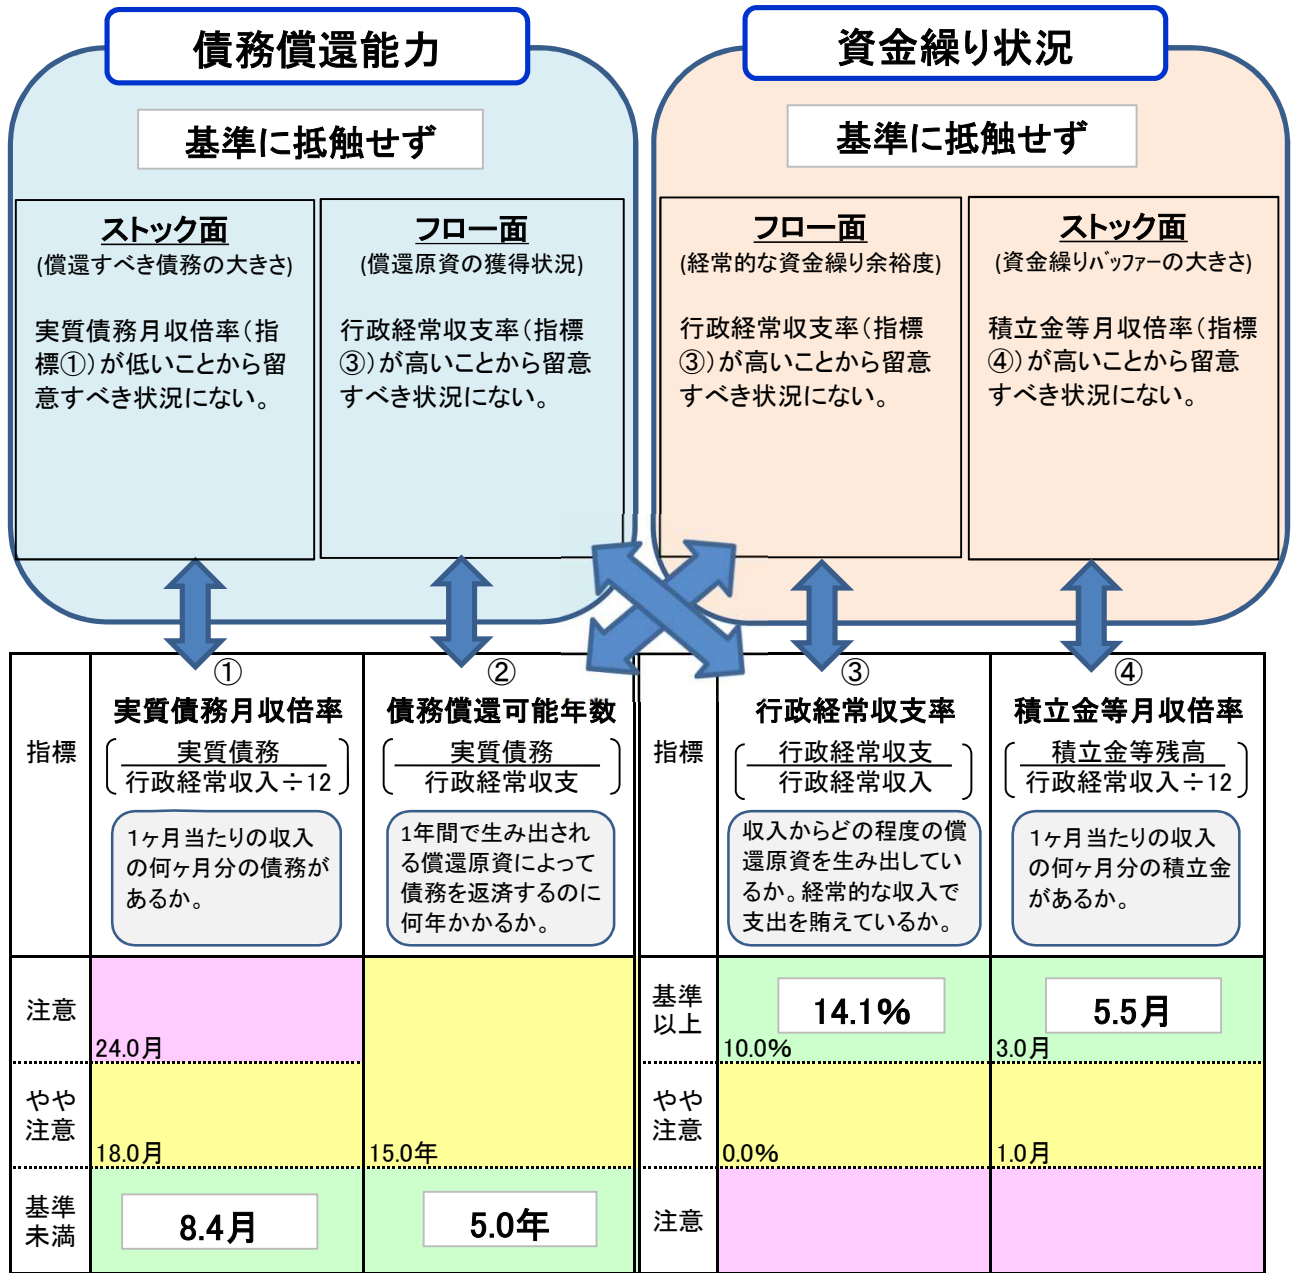 債務償還能力
基準に抵触せず
ストック面
(償還すべき債務の大きさ)
実質債務月収倍率(指
標①)が低いことから留
意すべき状況にない。
フロー面
(償還原資の獲得状況)
行政経常収支率(指標
③)が高いことから留意
すべき状況にない。
資金繰り状況
基準に抵触せず
フロー面
(経常的な資金繰り余裕度)
行政経常収支率(指標
③)が高いことから留意
すべき状況にない。
ストック面
(資金繰りバッファーの大きさ)
積立金等月収倍率(指標
④)が高いことから留意
すべき状況にない。
指標
①
実質債務月収倍率
実質債務
行政経常収入÷12
1ヶ月当たりの収入
の何ヶ月分の債務が
あるか。
②
債務償還可能年数
実質債務
行政経常収支
1年間で生み出され
る償還原資によって
債務を返済するのに
何年かかるか。
注意
24.0月
やや
注意
18.0月
15.0年
基準
未満
8.4月
5.0年
指標
③
行政経常収支率
行政経常収支
行政経常収入
収入からどの程度の償
還原資を生み出してい
るか。経常的な収入で
支出を賄えているか。
④
積立金等月収倍率
積立金等残高
行政経常収入÷12
1ヶ月当たりの収入
の何ヶ月分の積立金
があるか。
基準
以上
14.1%
5.5月
10.0%
3.0月
やや
注意
0.0%
1.0月
注意